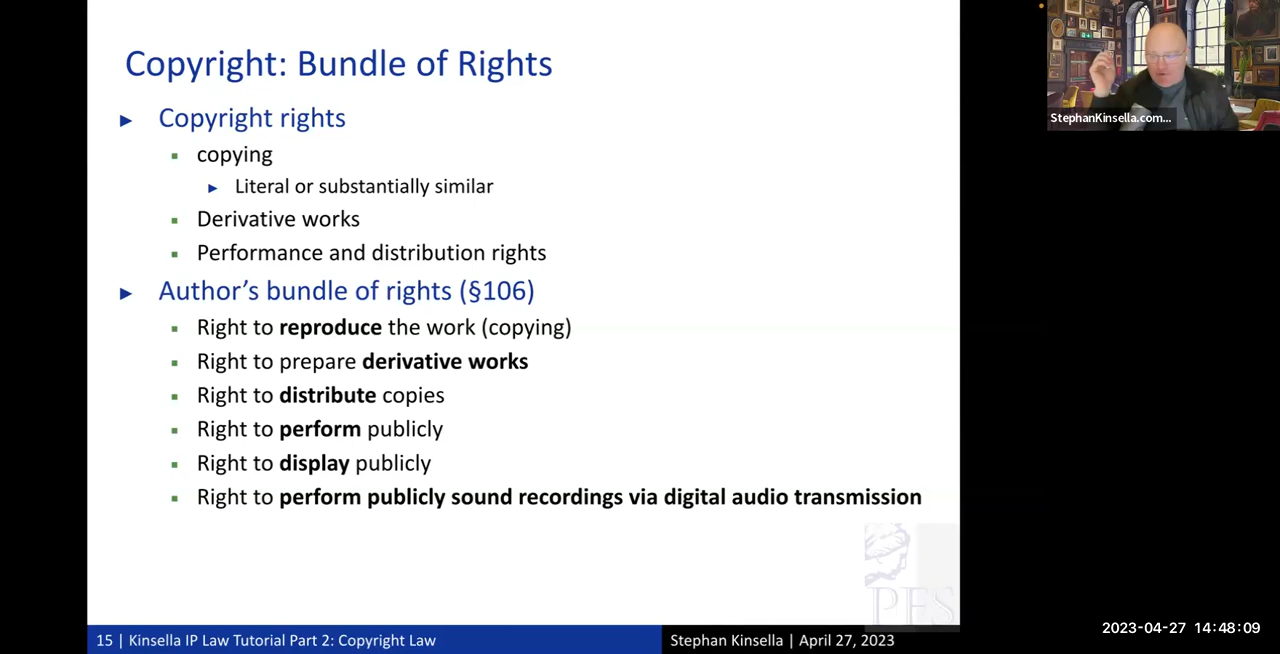 Copyright: Bundle of Rights
► Copyright rights
▪ copying
► Literal or substantially similar
▪ Derivative works
▪ Performance and distribution rights
► Author’s bundle of rights (§106)
▪ Right to reproduce the work (copying)
▪ Right to prepare derivative works
▪ Right to distribute copies
▪ Right to perform publicly
▪ Right to display publicly
▪ Right to perform publicly sound recordings via digital audio transmission
PFS
15 | Kinsella IP Law Tutorial Part 2: Copyright Law
Stephan Kinsella | April 27, 2023
StephanKinsella.com...
2023-04-27 14:48:09